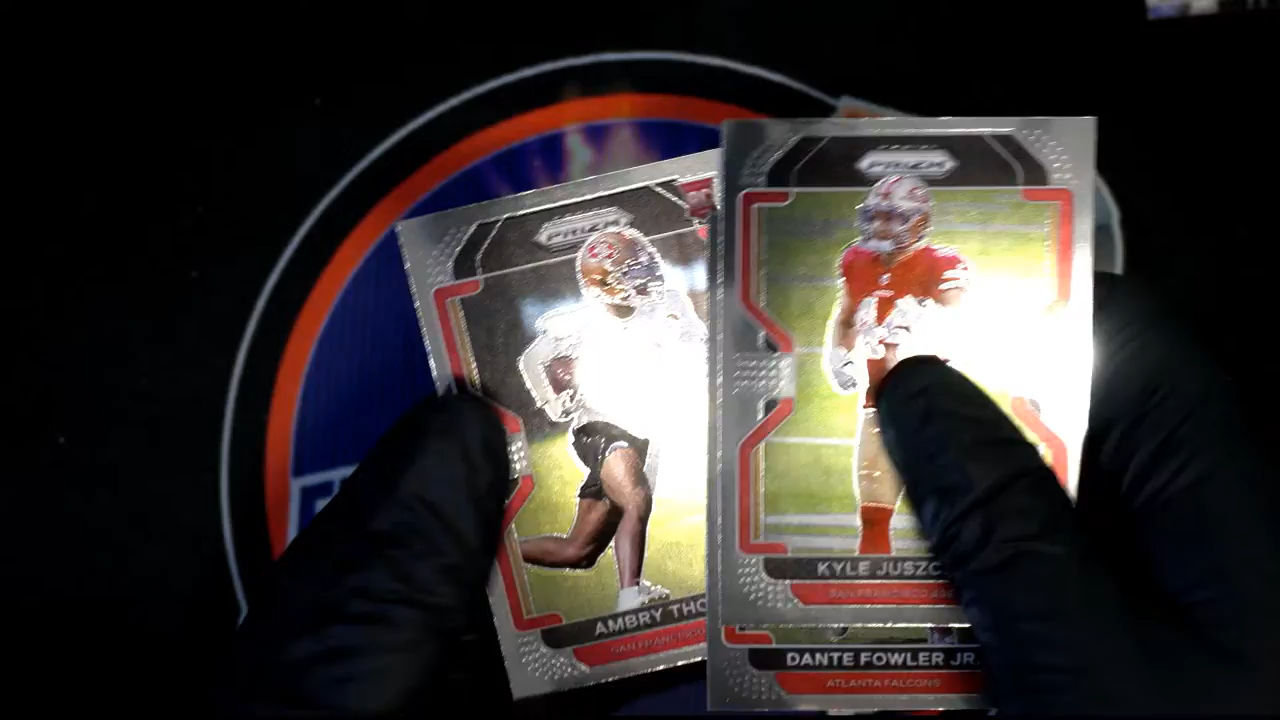 PRIZM
PRIZM
KYLE JUSZC
SAN FRANCISCO 49
AMBRY THO
SAN FRANCISCO
DANTE FOWLER JR.
ATLANTA FALCONS